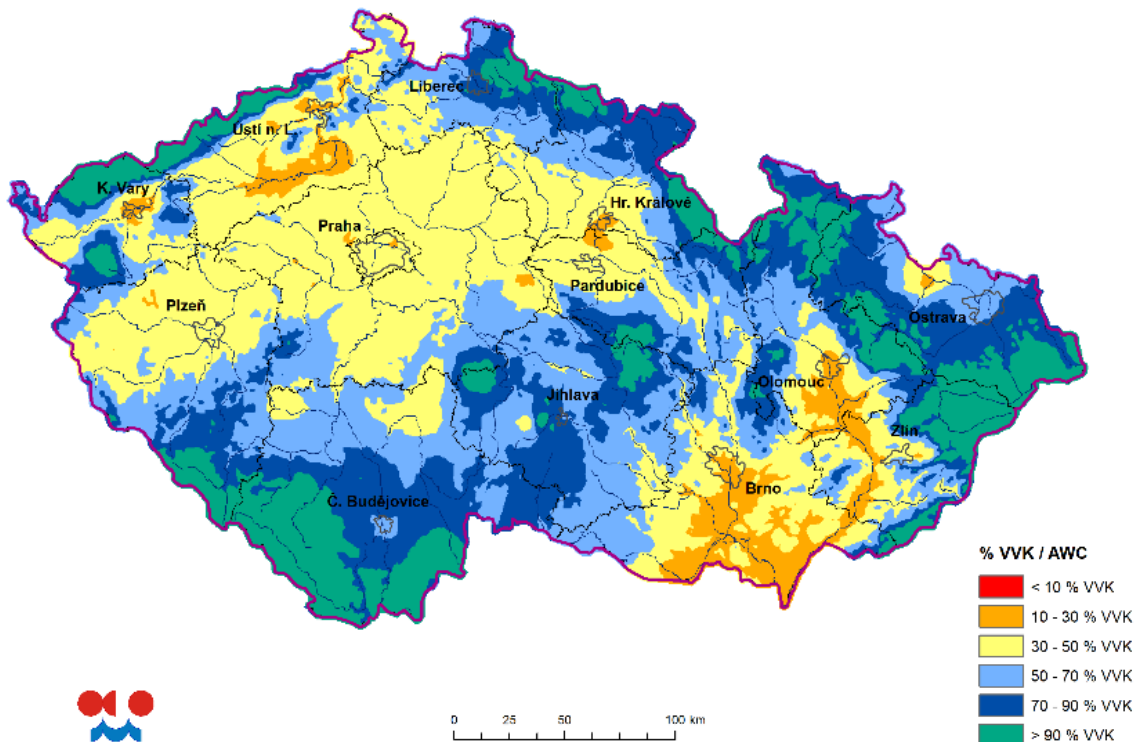 Liberec
Ústí n. L.
K. Vary
Hr. Králové
Praha
Pardubice
Plzeň
Ostrava
Olomouc
Jihlava
Zlín
Brno
Č. Budějovice
% VVK / AWC
< 10 % VVK
10 - 30 % VVK
30 - 50 % VVK
50 - 70 % VVK
70 - 90 % VVK
> 90 % VVK
0 25 50 100 km